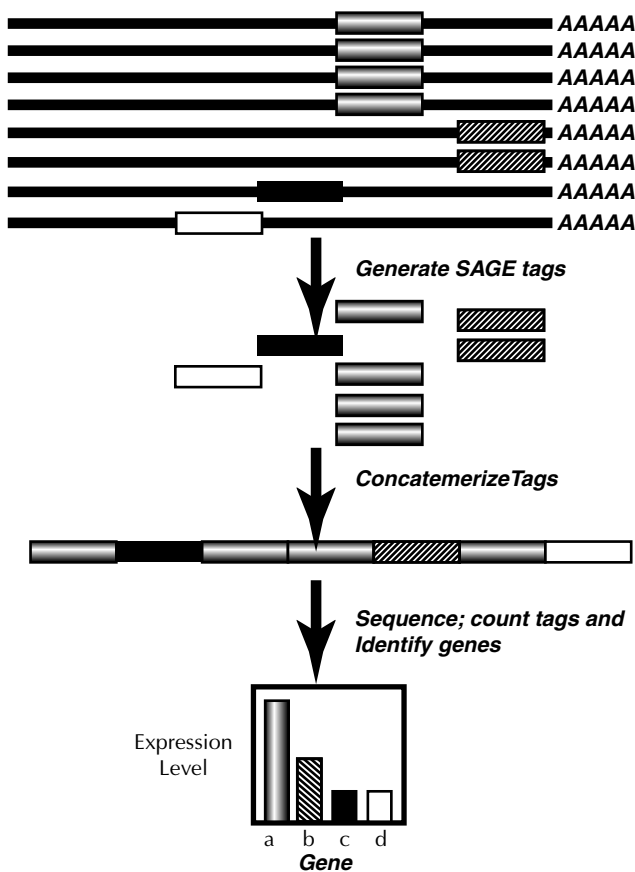 AAAAA
AAAAA
AAAAA
AAAAA
AAAAA
AAAAA
AAAAA
AAAAA
Generate SAGE tags
ConcatemerizeTags
Sequence; count tags and
Identify genes
Expression
Level
a b c d
Gene